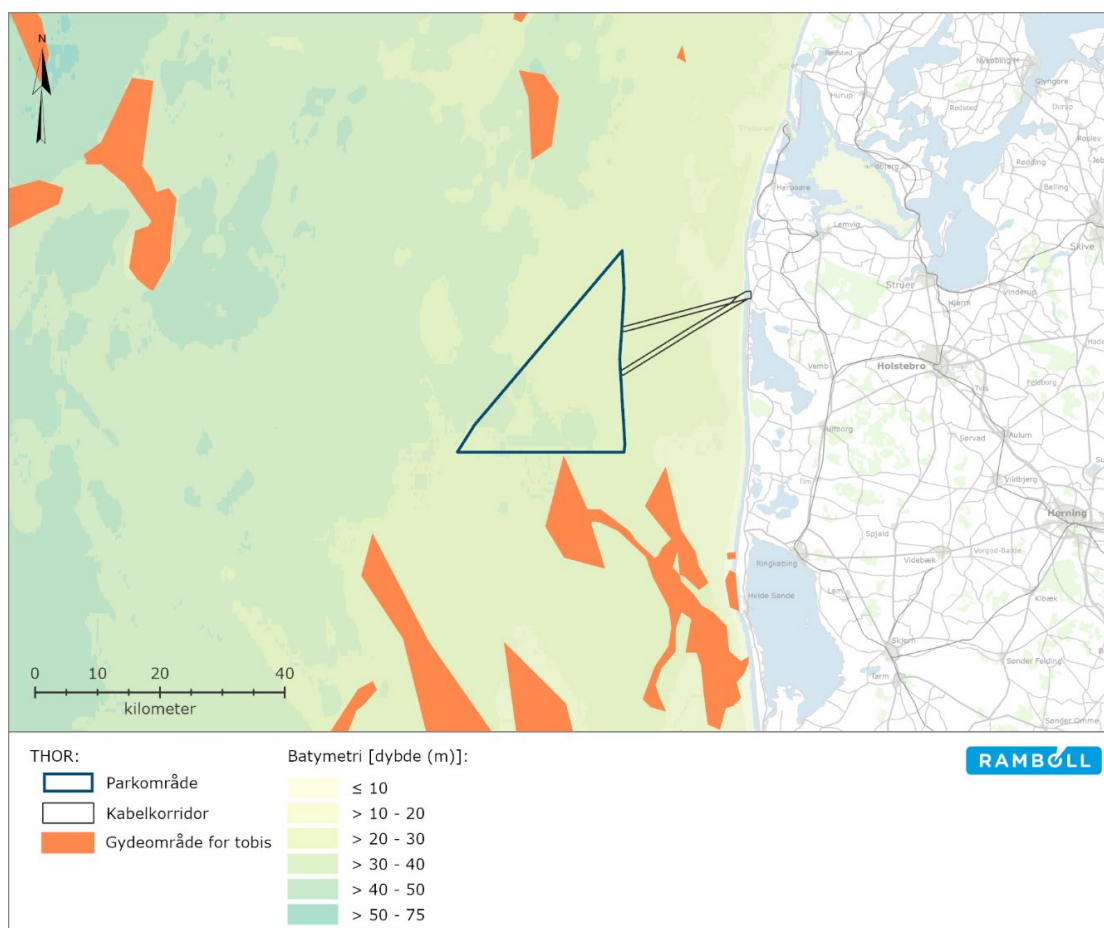 N
Bedsted
Nykøbing M
Glyngøre
Hurup
Redsted
Durup
Roslev
Thyborøn
Rødding
Harboøre
Balling
Lemvig
Skive
Struer
Hjerm
Vinderup
Vemb
Holstebro
Tvis
Feldborg
Ulfborg
Sørvad
Aulum
Vildbjerg
Tim
Herning
Spjald
Ringkøbing
Videbæk
Vorgod-Barde
Hvide Sande
Lem
Kibæk
Skjern
Sønder Felding
Tarm
Sønder Omme
0 10 20 40
kilometer
THOR:
Parkområde
Kabelkorridor
Gydeområde for tobis
Batymetri [dybde (m)]:
≤ 10
> 10 - 20
> 20 - 30
> 30 - 40
> 40 - 50
> 50 - 75
RAMBOLL